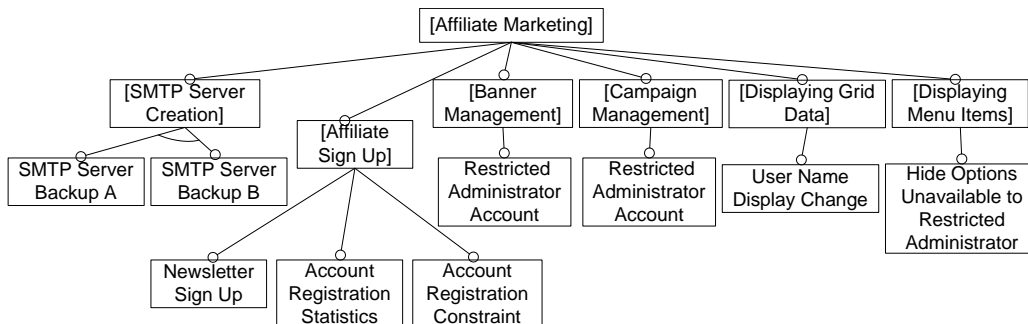 [Affiliate Marketing]
[SMTP Server
Creation]
[Affiliate
Sign Up]
[Banner
Management]
[Campaign
Management]
[Displaying Grid
Data]
[Displaying
Menu Items]
SMTP Server
Backup A
SMTP Server
Backup B
Restricted
Administrator
Account
Restricted
Administrator
Account
User Name
Display Change
Hide Options
Unavailable to
Restricted
Administrator
Newsletter
Sign Up
Account
Registration
Statistics
Account
Registration
Constraint